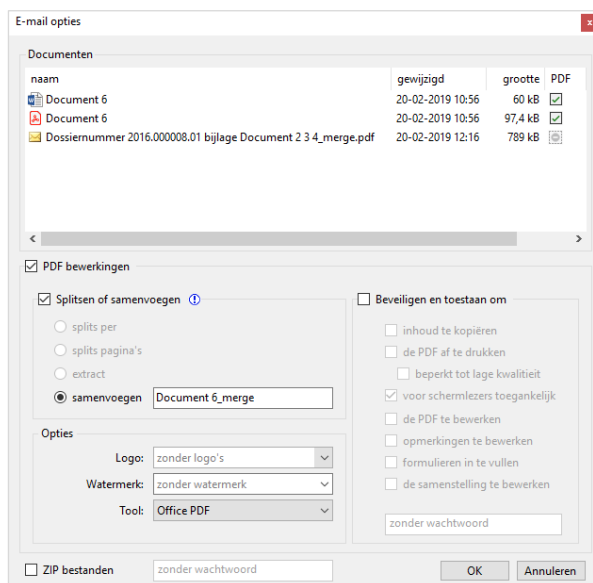 E-mail opties
x
Documenten
naam gewijzigd grootte PDF
Document 6 20-02-2019 10:56 60 kB
Document 6 20-02-2019 10:56 97,4 kB
Dossiernummer 2016.000008.01 bijlage Document 2 3 4_merge.pdf 20-02-2019 12:16 789 kB
PDF bewerkingen
Splitsen of samenvoegen
splits per
splits pagina's
extract
samenvoegen Document 6_merge
Opties
Logo: zonder logo's
Watermerk: zonder watermerk
Tool: Office PDF
Beveiligen en toestaan om
inhoud te kopiëren
de PDF af te drukken
beperkt tot lage kwalitieit
voor schermlezers toegankelijk
de PDF te bewerken
opmerkingen te bewerken
formulieren in te vullen
de samenstelling te bewerken
zonder wachtwoord
ZIP bestanden zonder wachtwoord
OK Annuleren